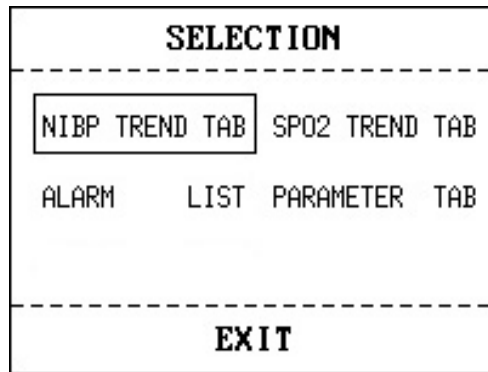 SELECTION
NIBP TREND TAB SPO2 TREND TAB
ALARM LIST PARAMETER TAB
EXIT